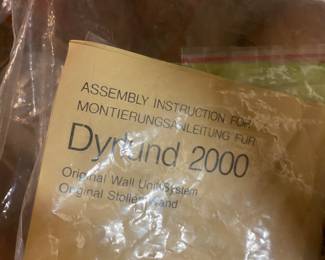 ASSEMBLY INSTRUCTION FOR
MONTIERUNGSANLEITUNG FÜR
Dyrlund 2000
Original Wall Unit System
Original Stollenwand